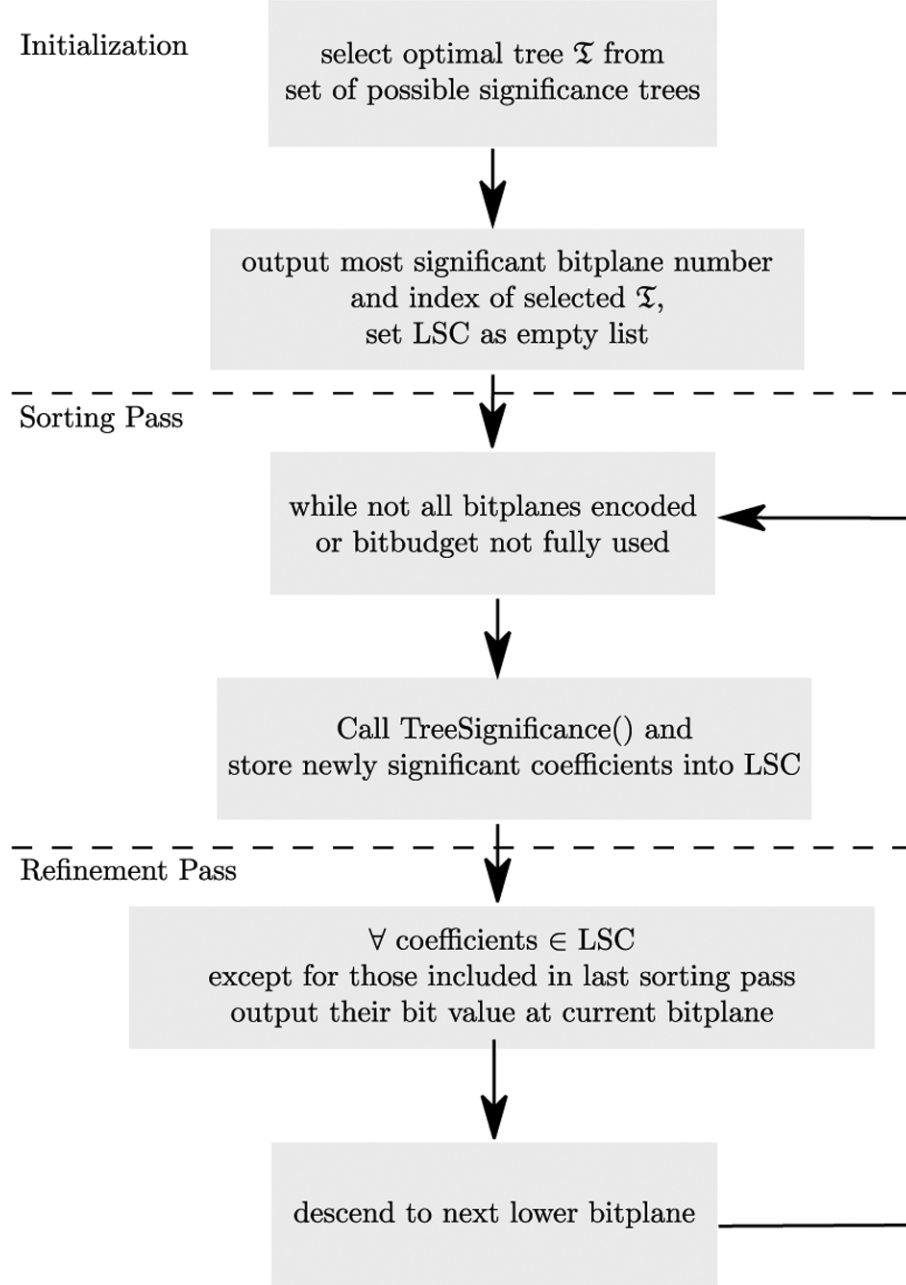 Initialization
select optimal tree 𝔗 from
set of possible significance trees
output most significant bitplane number
and index of selected 𝔗,
set LSC as empty list
Sorting Pass
while not all bitplanes encoded
or bitbudget not fully used
Call TreeSignificance() and
store newly significant coefficients into LSC
Refinement Pass
∀ coefficients ∈ LSC
except for those included in last sorting pass
output their bit value at current bitplane
descend to next lower bitplane